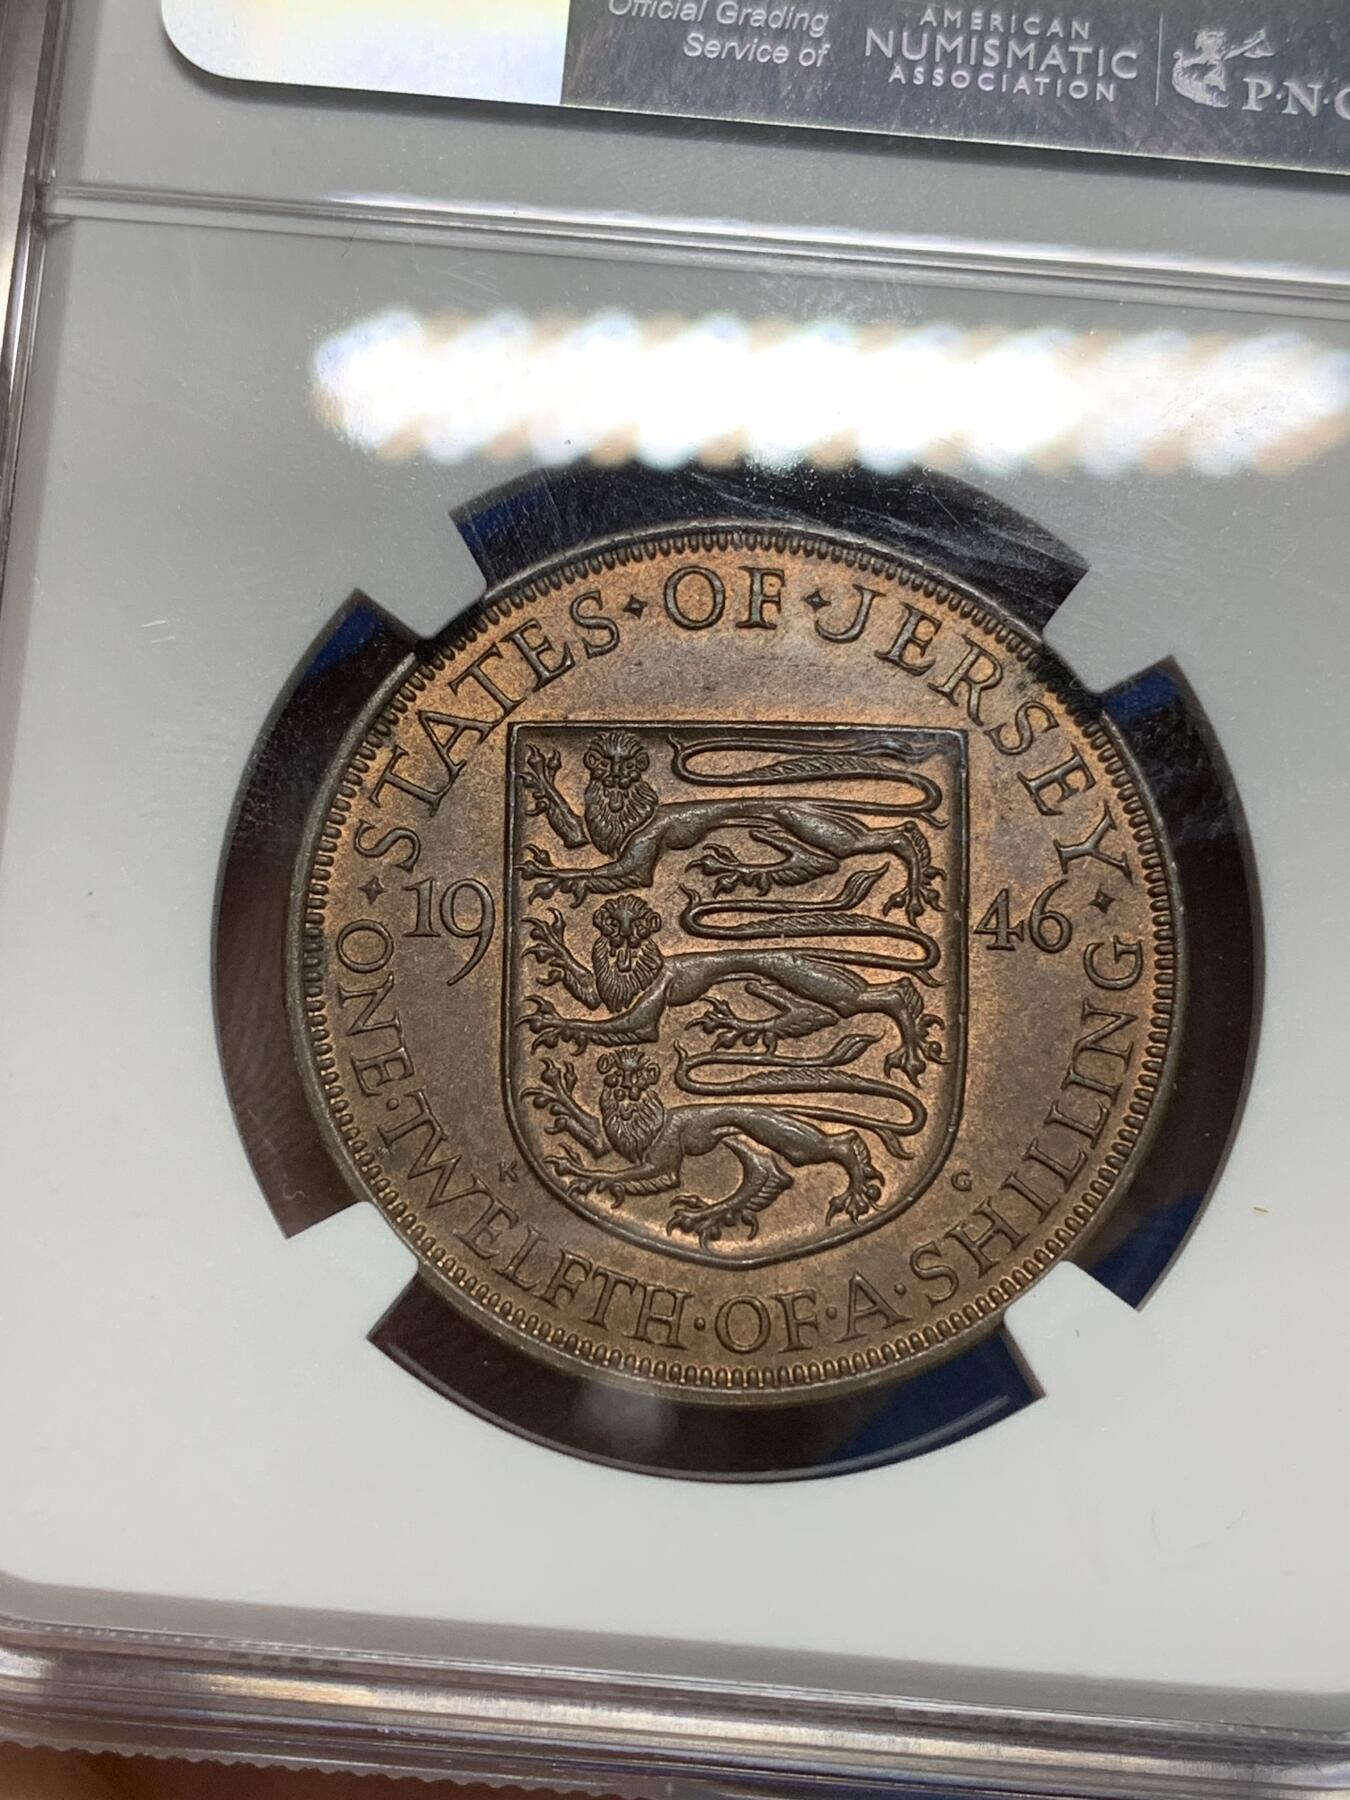 Official Grading
Service of
AMERICAN
NUMISMATIC
ASSOCIATION
P·N·G
STATES·OF·JERSEY·
19 46
K G
ONE·TWELFTH·OF·A·SHILLING